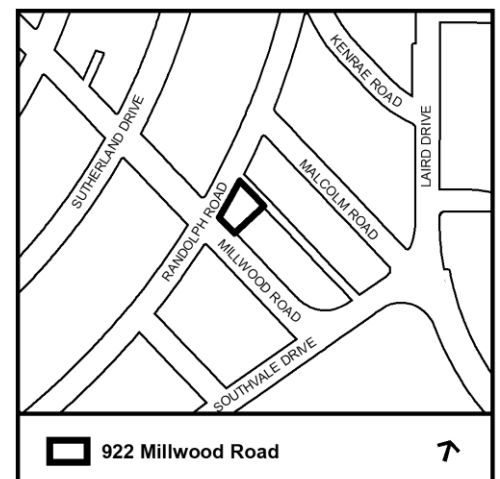 KENRAE ROAD
LAIRD DRIVE
SUTHERLAND DRIVE
MALCOLM ROAD
RANDOLPH ROAD
MILLWOOD ROAD
SOUTHVALE DRIVE
922 Millwood Road